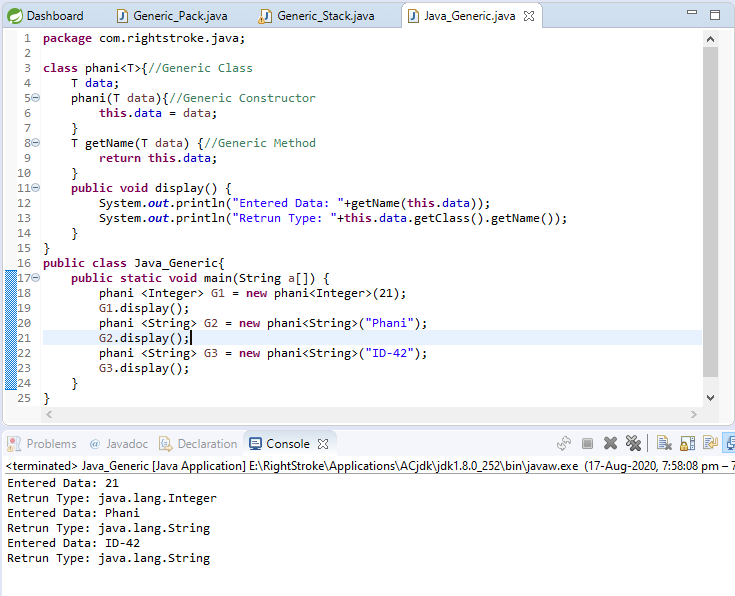 Dashboard Generic_Pack.java Generic_Stack.java Java_Generic.java
1 package com.rightstroke.java;
2
3 class phani<T>{//Generic Class
4 T data;
5 phani(T data){//Generic Constructor
6 this.data = data;
7 }
8 T getName(T data) {//Generic Method
9 return this.data;
10 }
11 public void display() {
12 System.out.println("Entered Data: "+getName(this.data));
13 System.out.println("Retrun Type: "+this.data.getClass().getName());
14 }
15 }
16 public class Java_Generic{
17 public static void main(String a[]) {
18 phani <Integer> G1 = new phani<Integer>(21);
19 G1.display();
20 phani <String> G2 = new phani<String>("Phani");
21 G2.display();
22 phani <String> G3 = new phani<String>("ID-42");
23 G3.display();
24 }
25 }
Problems @ Javadoc Declaration Console
<terminated> Java_Generic [Java Application] E:\RightStroke\Applications\ACjdk\jdk1.8.0_252\bin\javaw.exe (17-Aug-2020, 7:58:08 pm – 7
Entered Data: 21
Retrun Type: java.lang.Integer
Entered Data: Phani
Retrun Type: java.lang.String
Entered Data: ID-42
Retrun Type: java.lang.String